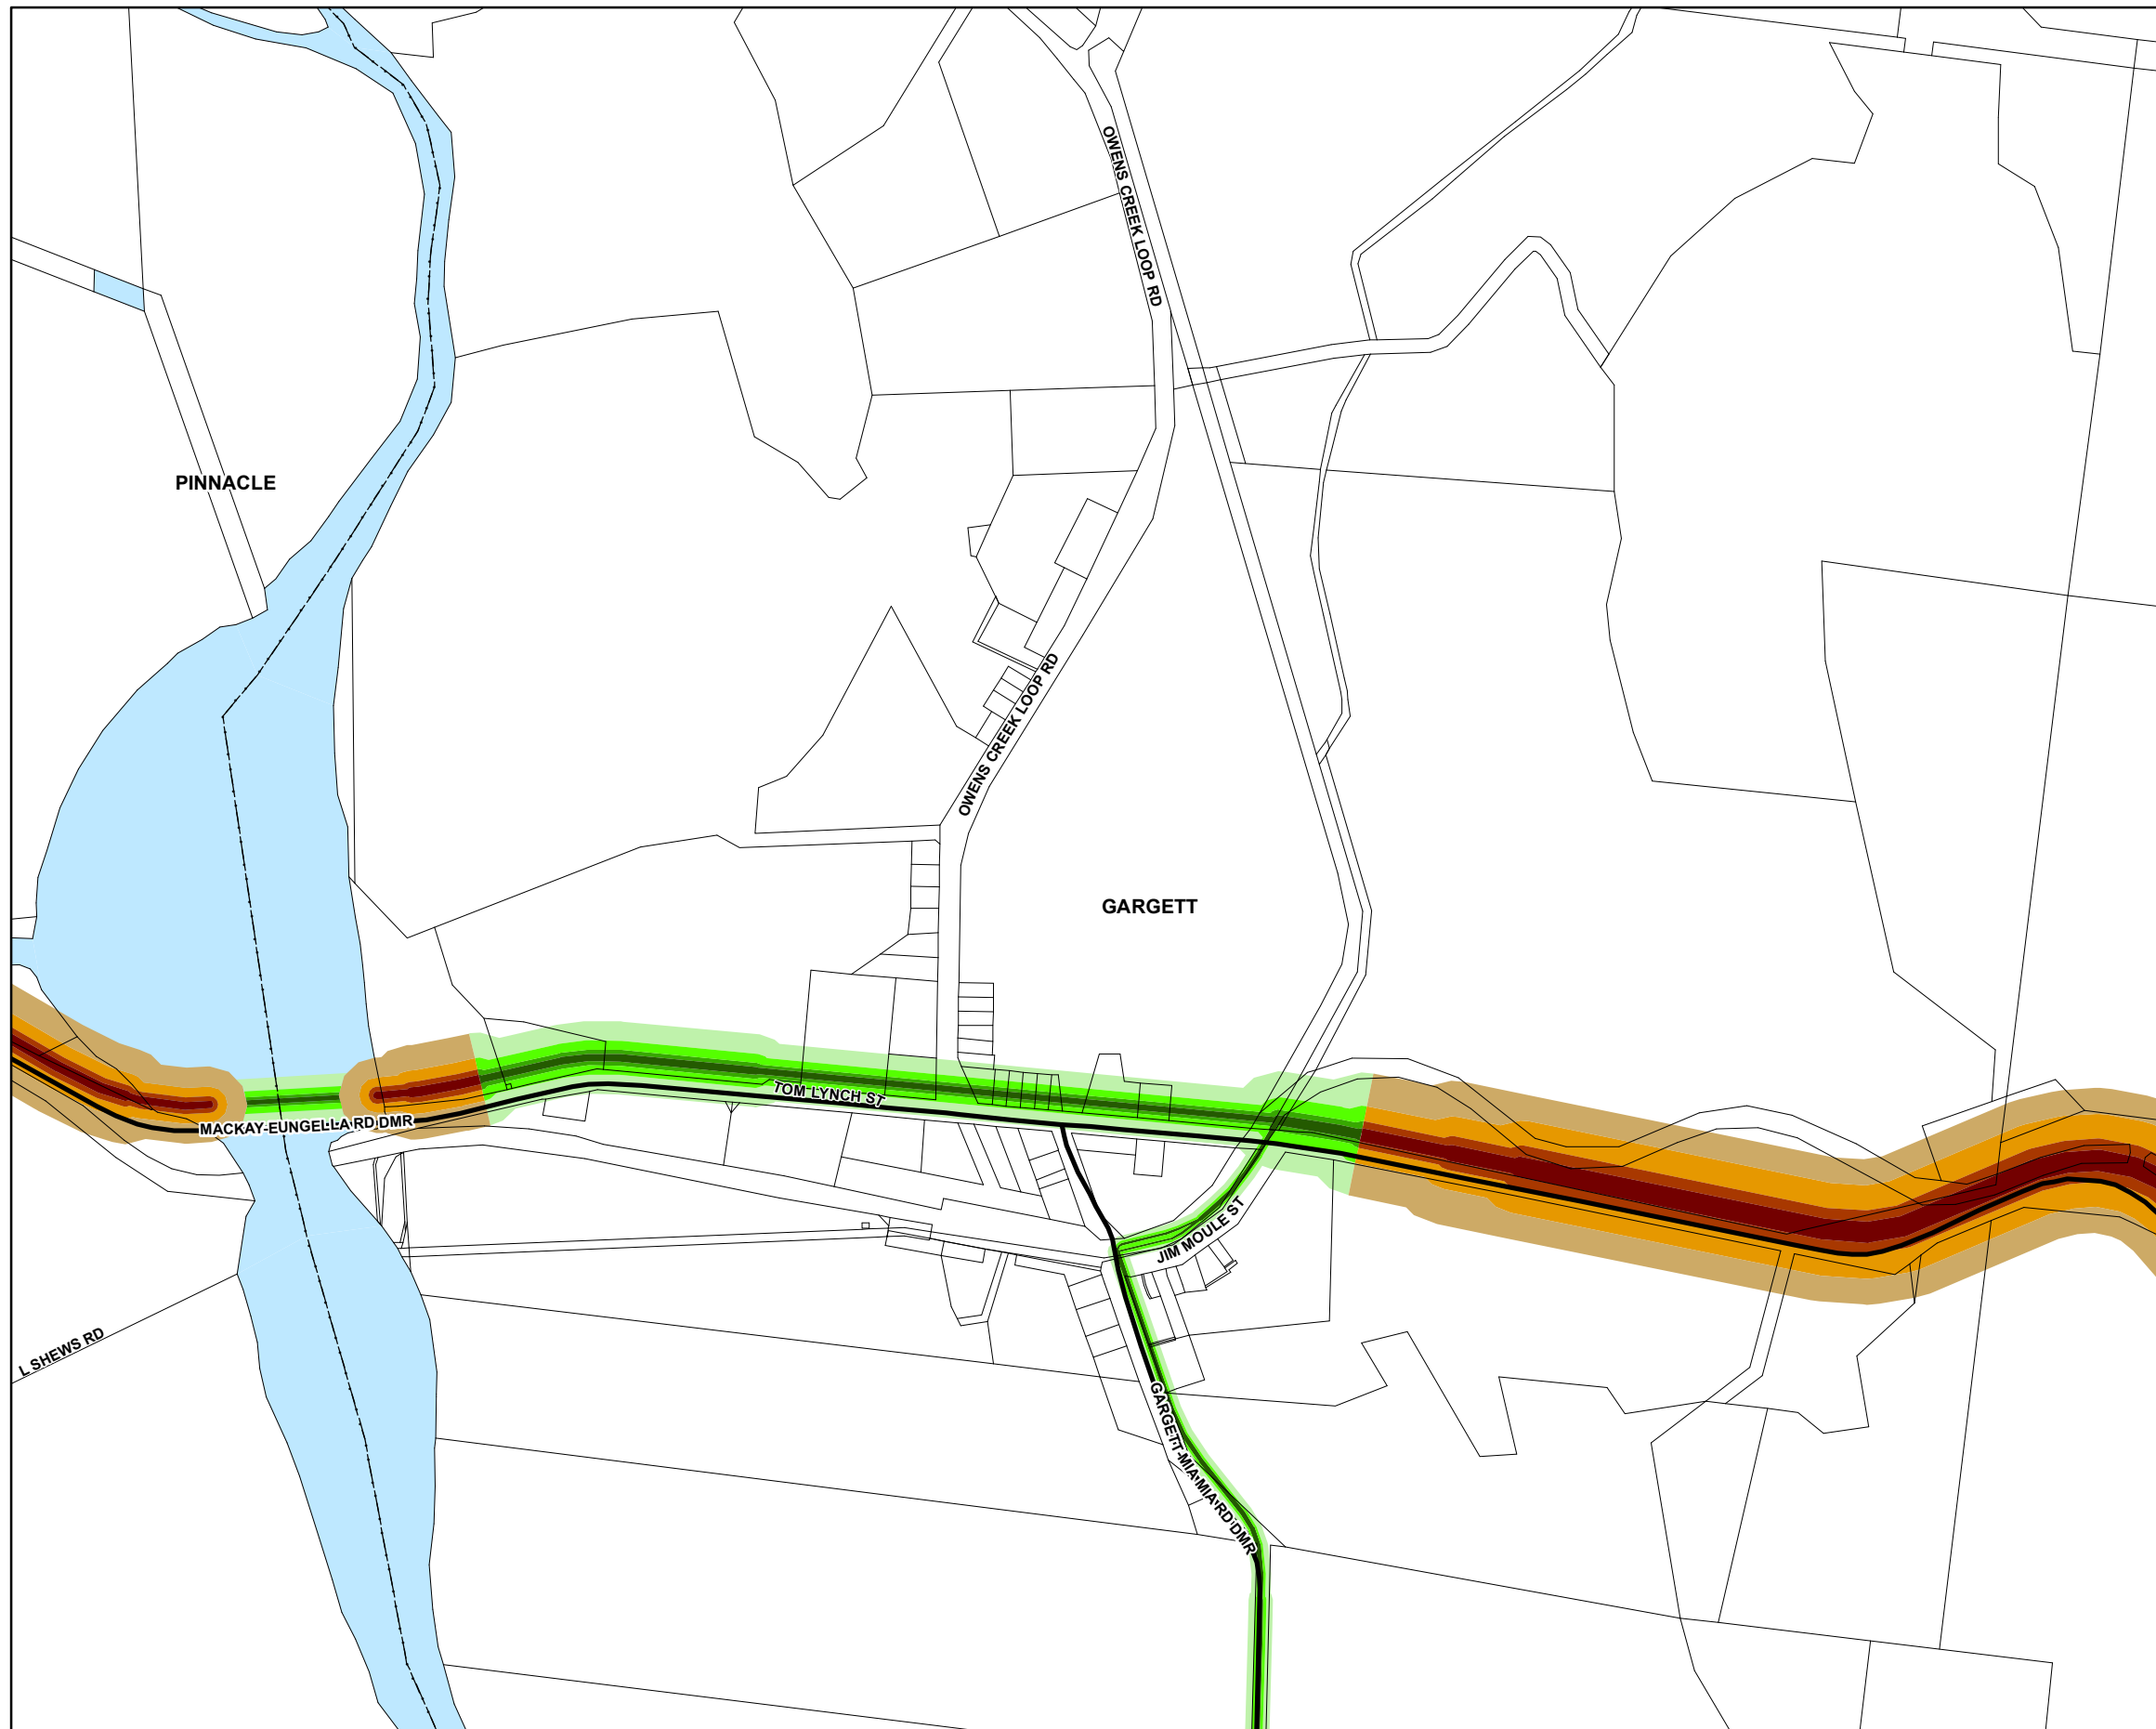 OWENS CREEK LOOP RD
PINNACLE
OWENS CREEK LOOP RD
GARGETT
TOM LYNCH ST
MACKAY-EUNGELLA RD DMR
JIM MOULE ST
L SHEWS RD
GARGETT-MIA MIA RD DMR